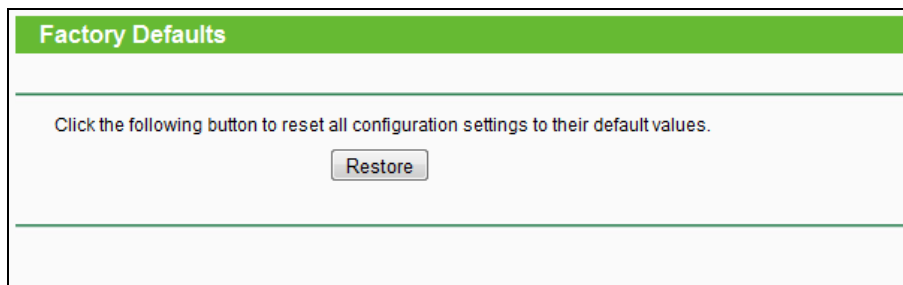 Factory Defaults
Click the following button to reset all configuration settings to their default values.
Restore